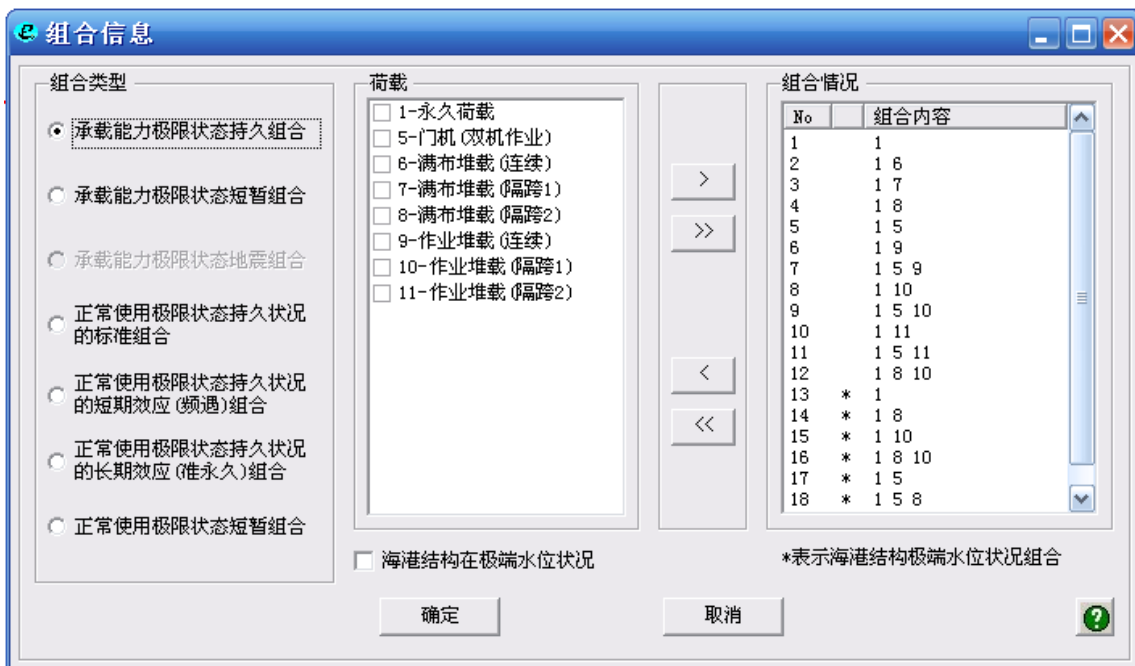 组合信息
组合类型
承载能力极限状态持久组合
承载能力极限状态短暂组合
承载能力极限状态地震组合
正常使用极限状态持久状况
的标准组合
正常使用极限状态持久状况
的短期效应(频遇)组合
正常使用极限状态持久状况
的长期效应(准永久)组合
正常使用极限状态短暂组合
荷载
1-永久荷载
5-门机(双机作业)
6-满布堆载(连续)
7-满布堆载(隔跨1)
8-满布堆载(隔跨2)
9-作业堆载(连续)
10-作业堆载(隔跨1)
11-作业堆载(隔跨2)
海港结构在极端水位状况
>
>>
<
<<
组合情况
No 组合内容
1 1
2 1 6
3 1 7
4 1 8
5 1 5
6 1 9
7 1 5 9
8 1 10
9 1 5 10
10 1 11
11 1 5 11
12 1 8 10
13 * 1
14 * 1 8
15 * 1 10
16 * 1 8 10
17 * 1 5
18 * 1 5 8
*表示海港结构极端水位状况组合
确定
取消
?